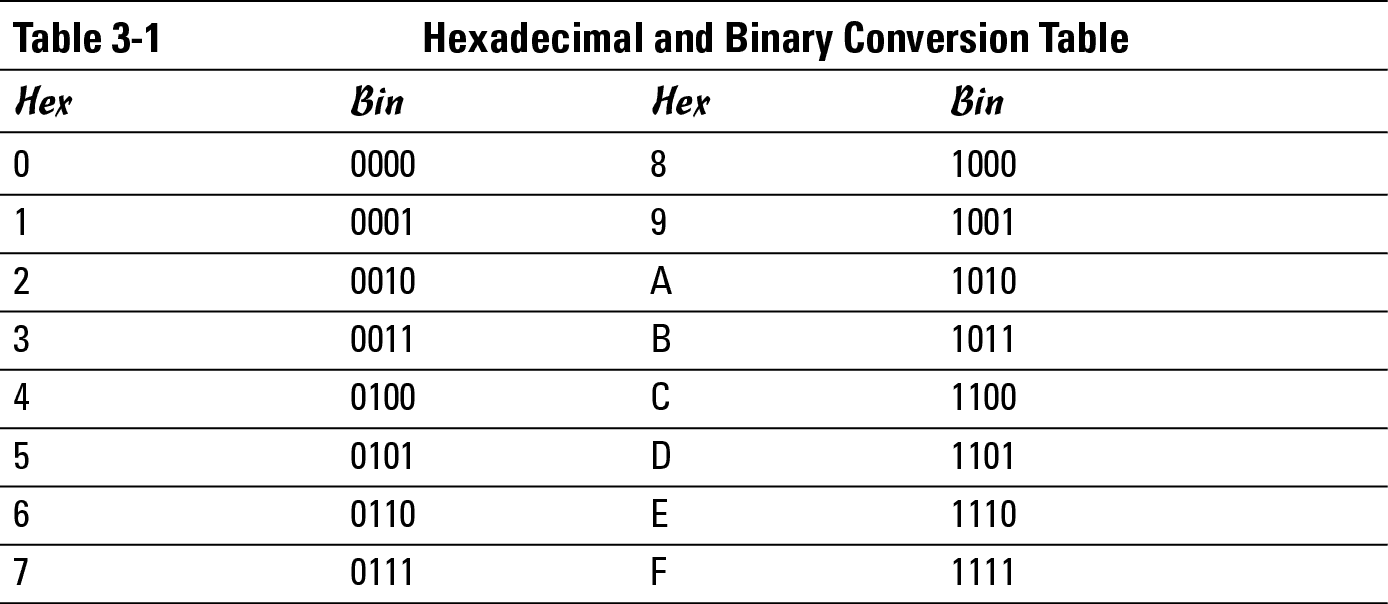 Table 3-1 Hexadecimal and Binary Conversion Table
Hex Bin Hex Bin
0 0000 8 1000
1 0001 9 1001
2 0010 A 1010
3 0011 B 1011
4 0100 C 1100
5 0101 D 1101
6 0110 E 1110
7 0111 F 1111